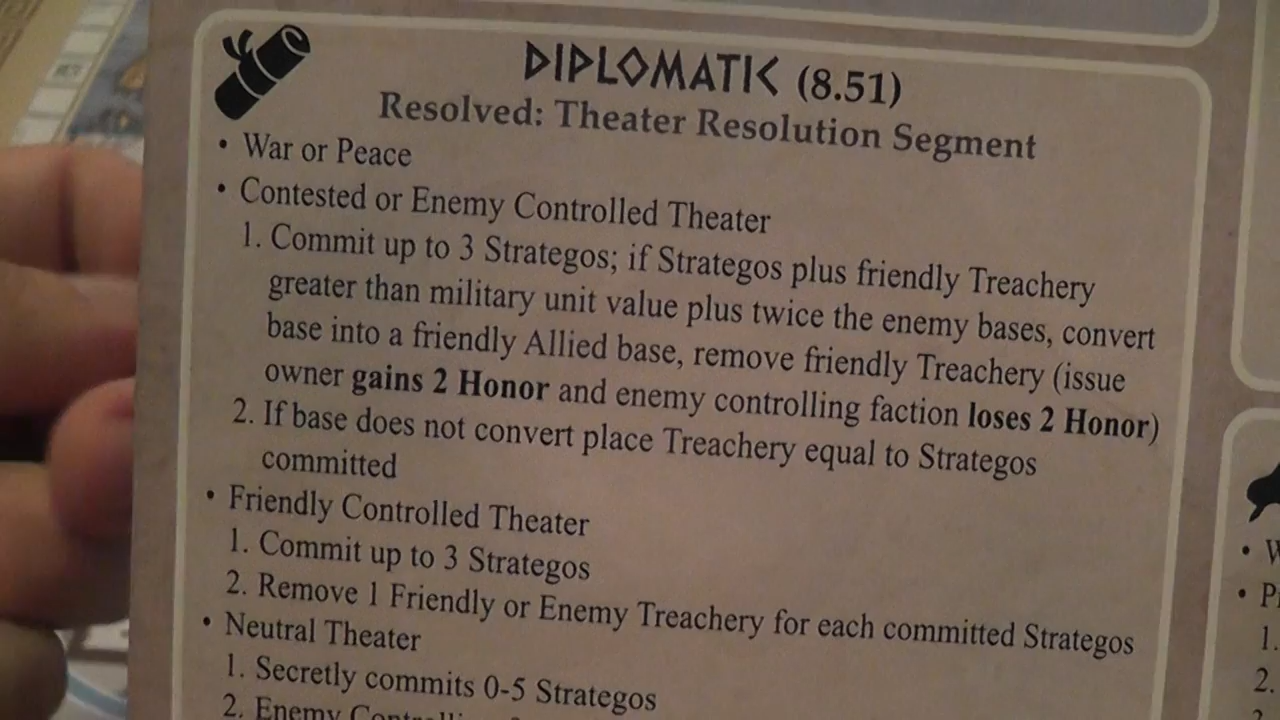 DIPLOMATIC (8.51)
Resolved: Theater Resolution Segment
• War or Peace
• Contested or Enemy Controlled Theater
1. Commit up to 3 Strategos; if Strategos plus friendly Treachery
greater than military unit value plus twice the enemy bases, convert
base into a friendly Allied base, remove friendly Treachery (issue
owner gains 2 Honor and enemy controlling faction loses 2 Honor)
2. If base does not convert place Treachery equal to Strategos
committed
• Friendly Controlled Theater
1. Commit up to 3 Strategos
2. Remove 1 Friendly or Enemy Treachery for each committed Strategos
• Neutral Theater
1. Secretly commits 0-5 Strategos
2. Enemy
1.
2.